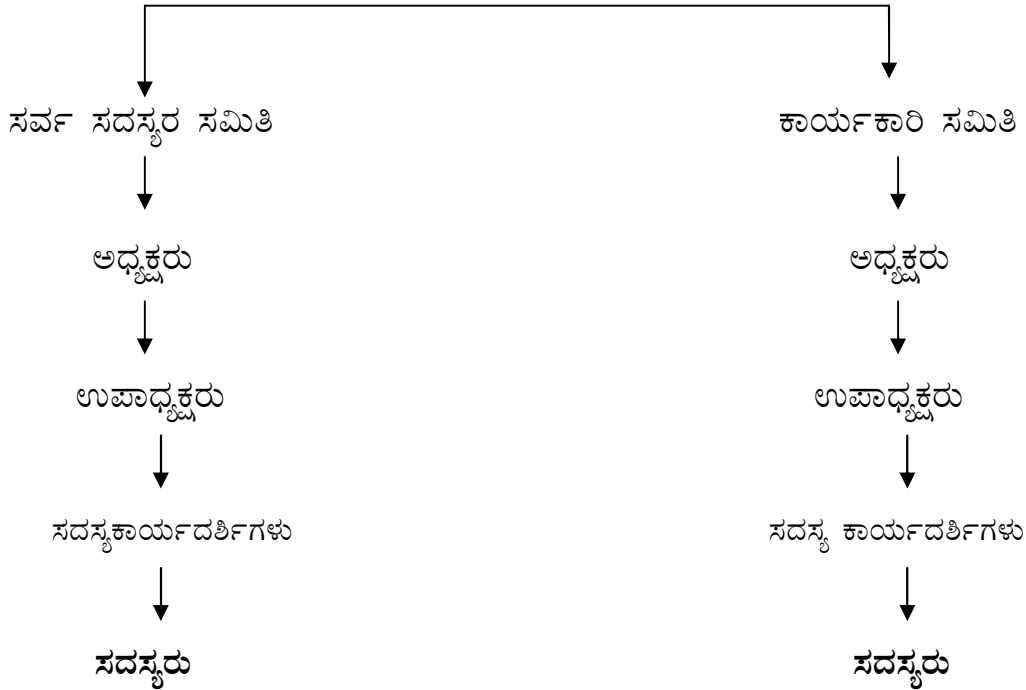 ಸರ್ವ ಸದಸ್ಯರ ಸಮಿತಿ
ಅಧ್ಯಕ್ಷರು
ಉಪಾಧ್ಯಕ್ಷರು
ಸದಸ್ಯಕಾರ್ಯದರ್ಶಿಗಳು
ಸದಸ್ಯರು
ಕಾರ್ಯಕಾರಿ ಸಮಿತಿ
ಅಧ್ಯಕ್ಷರು
ಉಪಾಧ್ಯಕ್ಷರು
ಸದಸ್ಯ ಕಾರ್ಯದರ್ಶಿಗಳು
ಸದಸ್ಯರು